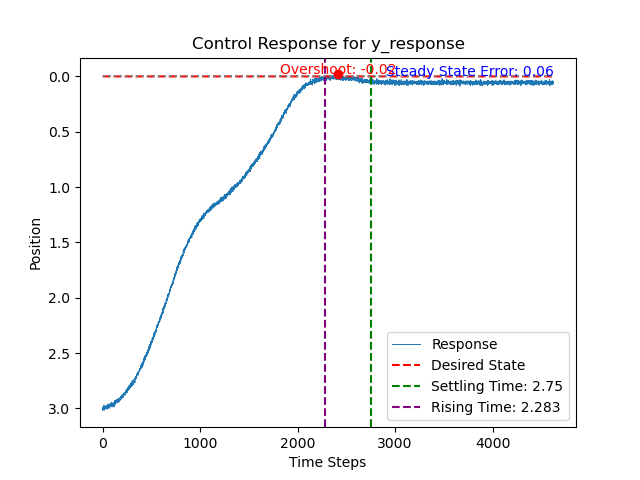 Control Response for y_response
Overshoot: -0.02
Steady State Error: 0.06
0.0
0.5
1.0
1.5
2.0
2.5
3.0
Position
Response
Desired State
Settling Time: 2.75
Rising Time: 2.283
0
1000
2000
3000
4000
Time Steps